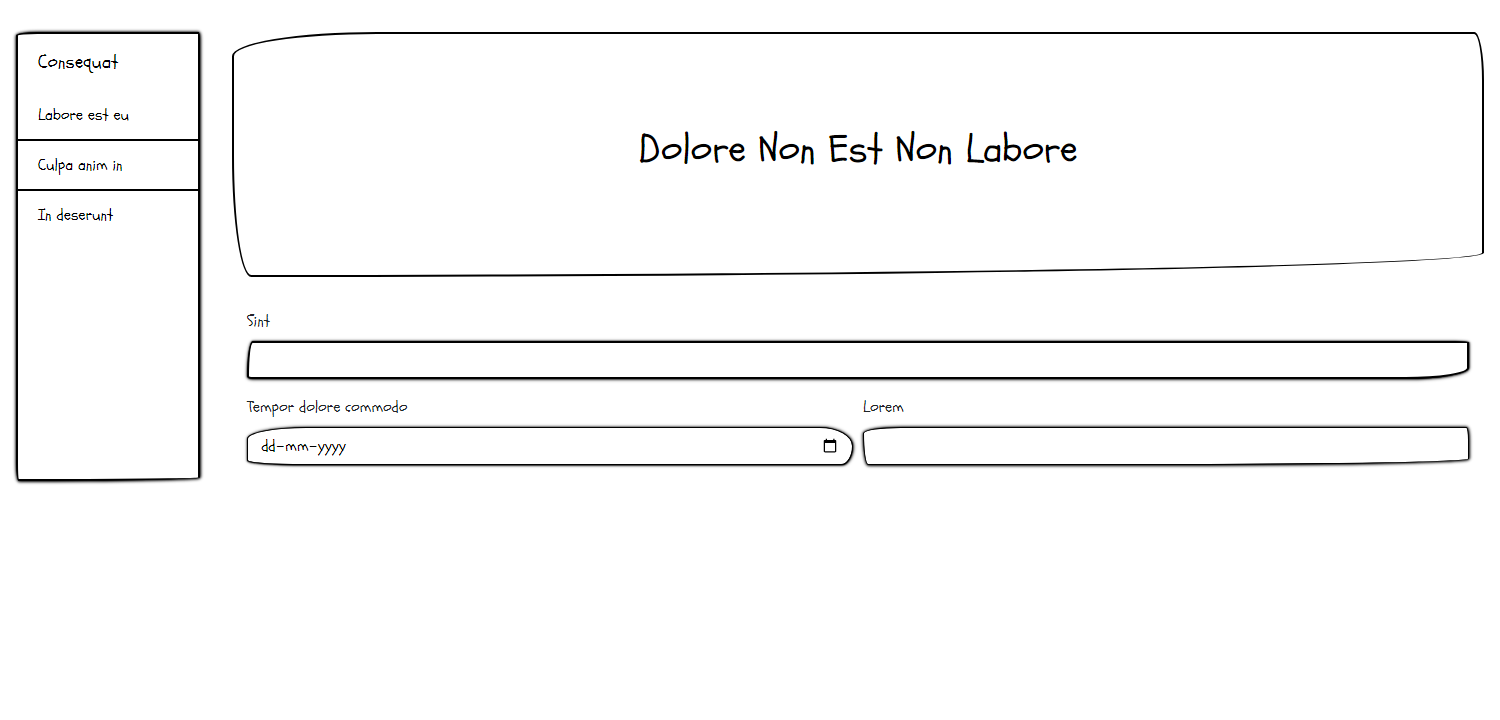 Consequat
Labore est eu
Culpa anim in
In deserunt
Dolore Non Est Non Labore
Sint
Tempor dolore commodo
dd-mm-yyyy
Lorem